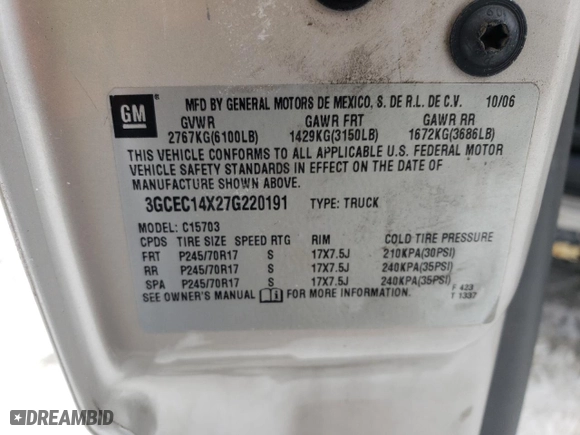 60
GM
MFD BY GENERAL MOTORS DE MEXICO, S. DE R.L. DE C.V. 10/06
GVWR GAWR FRT GAWR RR
2767KG(6100LB) 1429KG(3150LB) 1672KG(3686LB)
THIS VEHICLE CONFORMS TO ALL APPLICABLE U.S. FEDERAL MOTOR
VEHICLE SAFETY STANDARDS IN EFFECT ON THE DATE OF
MANUFACTURE SHOWN ABOVE.
3GCEC14X27G220191 TYPE: TRUCK
MODEL: C15703
CPDS TIRE SIZE SPEED RTG RIM COLD TIRE PRESSURE
FRT P245/70R17 S 17X7.5J 210KPA(30PSI)
RR P245/70R17 S 17X7.5J 240KPA(35PSI)
SPA P245/70R17 S 17X7.5J 240KPA(35PSI)
SEE OWNER'S MANUAL FOR MORE INFORMATION.
F 423
T 1337
DREAMBID